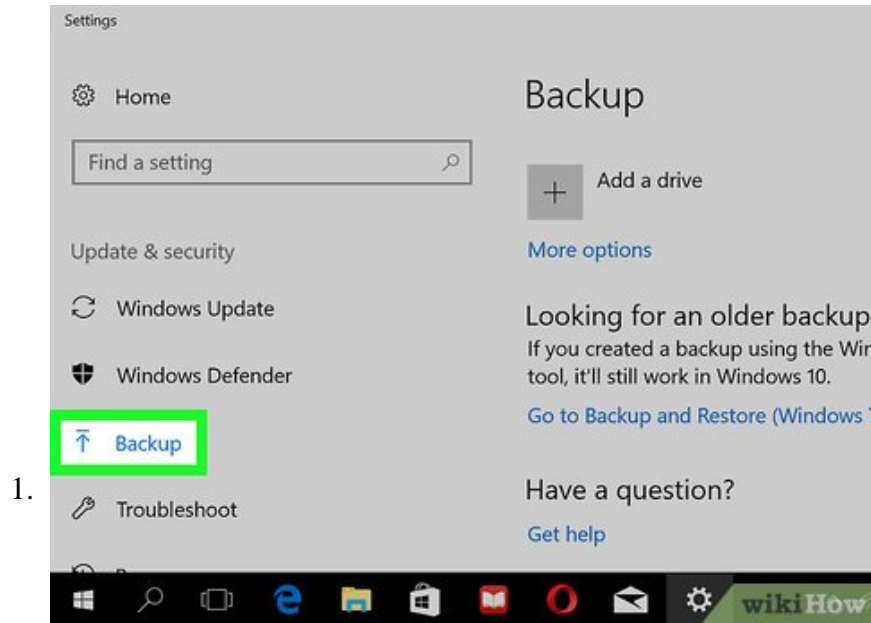 Settings
Home
Find a setting
Update & security
Windows Update
Windows Defender
Backup
Troubleshoot
Backup
Add a drive
More options
Looking for an older backup
If you created a backup using the
tool, it'll still work in Windows 10.
Go to Backup and Restore (Windows
Have a question?
Get help
1.
wikiHow